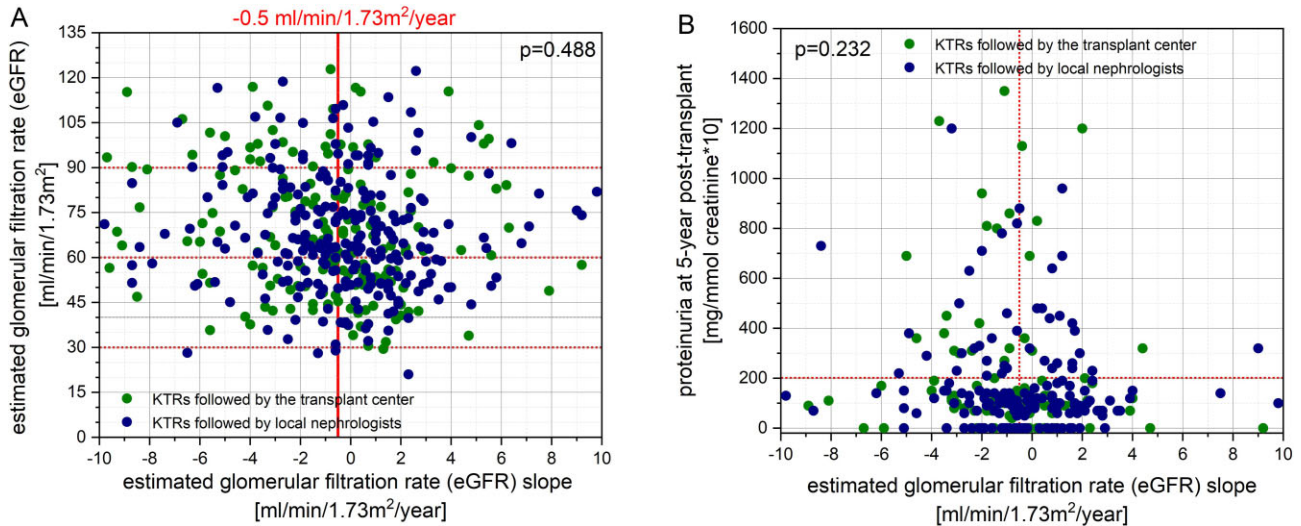 A
-0.5 ml/min/1.73m²/year
p=0.488
estimated glomerular filtration rate (eGFR)
[ml/min/1.73m²]
135
120
105
90
75
60
45
30
15
0
KTRs followed by the transplant center
KTRs followed by local nephrologists
-10 -8 -6 -4 -2 0 2 4 6 8 10
estimated glomerular filtration rate (eGFR) slope
[ml/min/1.73m²/year]
B
p=0.232
KTRs followed by the transplant center
KTRs followed by local nephrologists
proteinuria at 5-year post-transplant
[mg/mmol creatinine*10]
1600
1400
1200
1000
800
600
400
200
0
-10 -8 -6 -4 -2 0 2 4 6 8 10
estimated glomerular filtration rate (eGFR) slope
[ml/min/1.73m²/year]